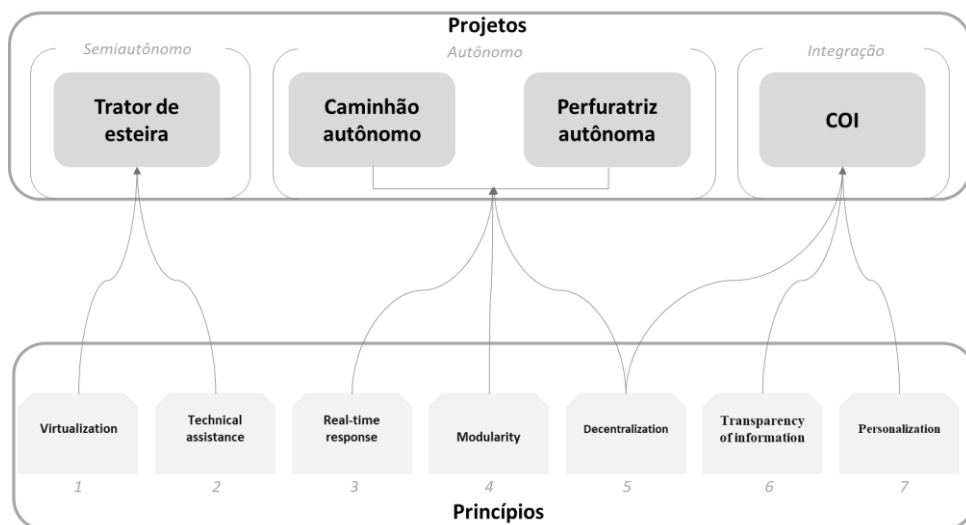 Projetos
Semiautônomo
Autônomo
Integração
Trator de
esteira
Caminhão
autônomo
Perfuratriz
autônoma
COI
Virtualization
Technical
assistance
Real-time
response
Modularity
Decentralization
Transparency
of information
Personalization
1
2
3
4
5
6
7
Princípios